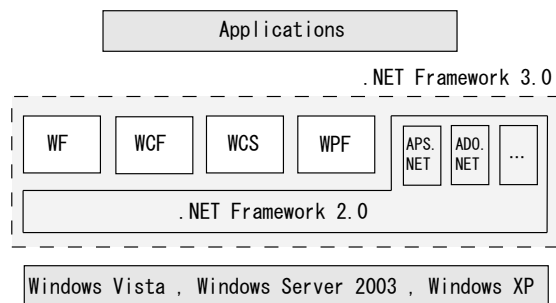 Applications
.NET Framework 3.0
WF
WCF
WCS
WPF
APS.
NET
ADO.
NET
...
.NET Framework 2.0
Windows Vista , Windows Server 2003 , Windows XP